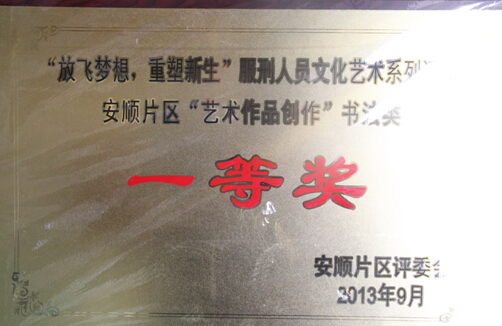 “放飞梦想，重塑新生”服刑人员文化艺术系列
安顺片区“艺术作品创作”书法类
一等奖
安顺片区评委会
2013年9月